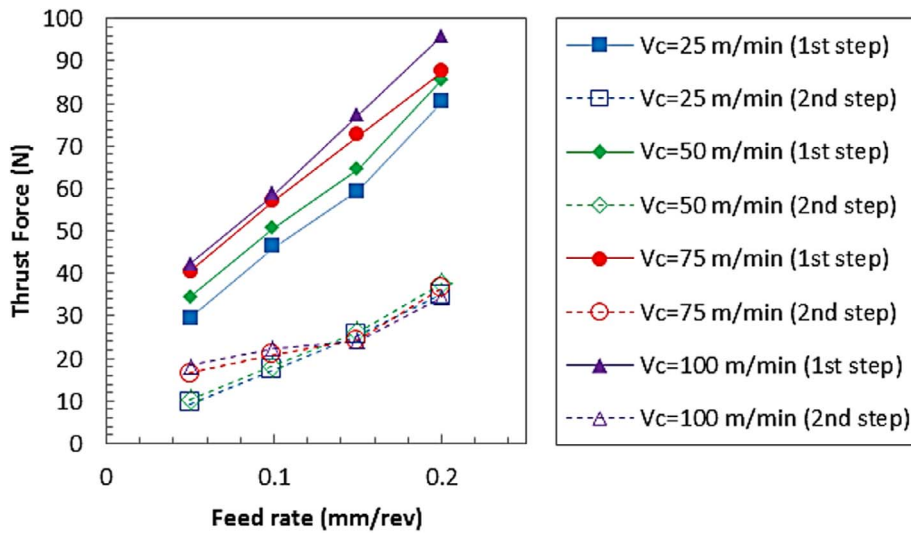 100
90
80
70
60
50
40
30
20
10
0
Thrust Force (N)
0
0.1
0.2
Feed rate (mm/rev)
Vc=25 m/min (1st step)
Vc=25 m/min (2nd step)
Vc=50 m/min (1st step)
Vc=50 m/min (2nd step)
Vc=75 m/min (1st step)
Vc=75 m/min (2nd step)
Vc=100 m/min (1st step)
Vc=100 m/min (2nd step)